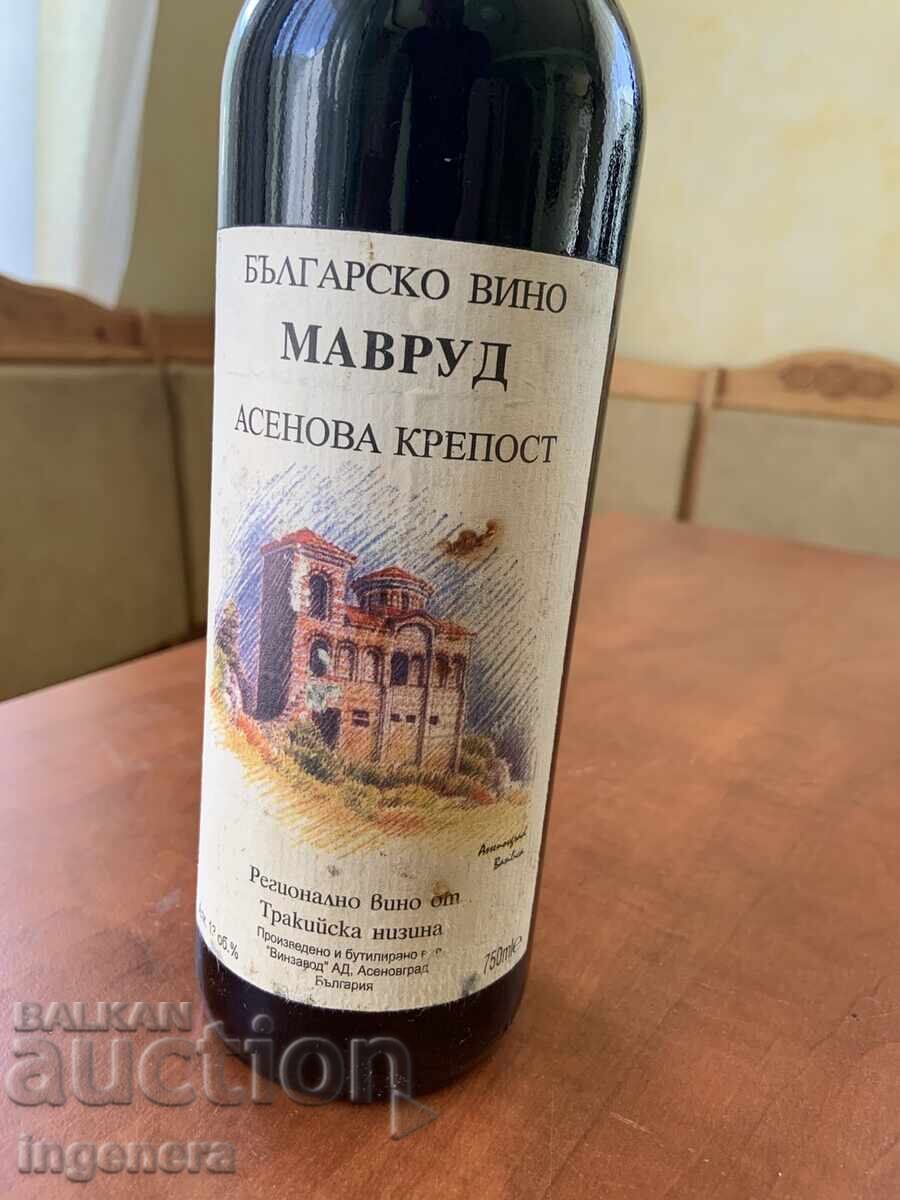 БЪЛГАРСКО ВИНО
МАВРУД
АСЕНОВА КРЕПОСТ
Регионално вино от
Тракийска низина
Произведено и бутилирано
"Винзавод" АД, Асеновград
България
об.%
750ml e
BALKAN
auction
ingenera